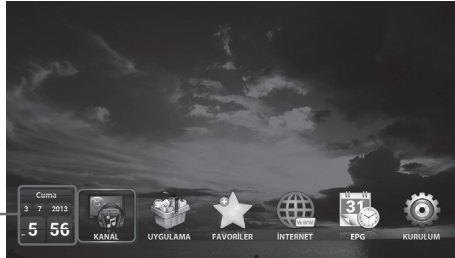 Cuma
3 7 2013
5 56
KANAL
UYGULAMA
FAVORİLER
İNTERNET
EPG
31
KURULUM